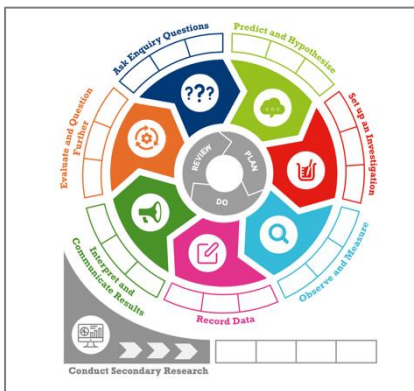 Ask Enquiry Questions
???
Predict and Hypothesise
Set up an Investigation
Observe and Measure
Record Data
Interpret and
Communicate Results
Evaluate and Question
Further
REVIEW
PLAN
DO
Conduct Secondary Research